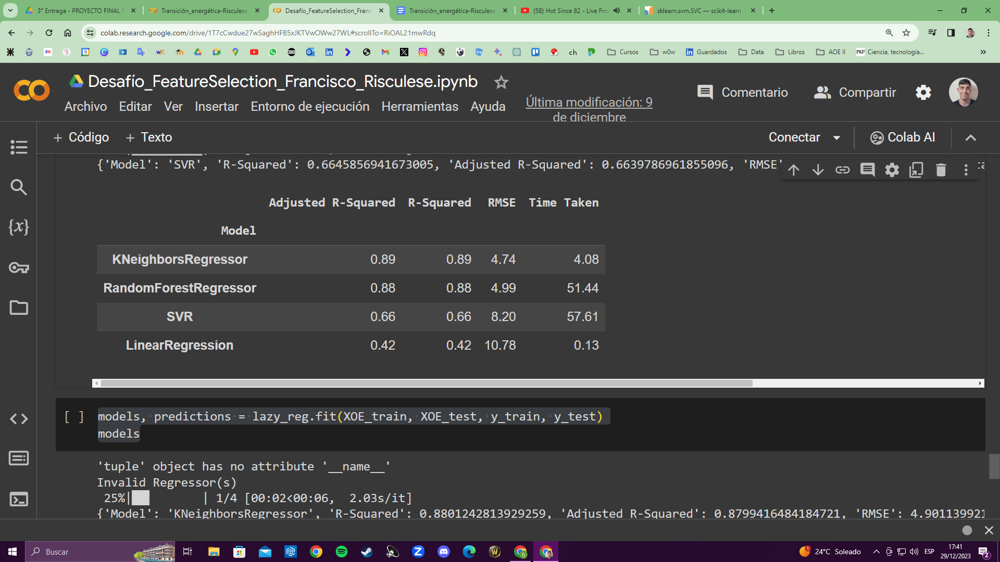 3° Entrega - PROYECTO FINAL D
Transición_energética-Risculese
Desafío_FeatureSelection_Franc
Transición_energética-Risculese
(58) Hot Since 82 - Live Fro
sklearn.svm.SVC — scikit-learn
colab.research.google.com/drive/1T7cCwdue27wSaghHFB5xJKTVwOWw27WL#scrollTo=RiOAL21mwRdq
EC
9
ch
Cursos
w0w
Guardados
Data
Libros
AOE II
PKP Ciencia, tecnología...
Desafío_FeatureSelection_Francisco_Risculese.ipynb
Comentario
Compartir
Archivo Editar Ver Insertar Entorno de ejecución Herramientas Ayuda
Última modificación: 9
de diciembre
+ Código + Texto
Conectar
Colab AI
{'Model': 'SVR', 'R-Squared': 0.6645856941673005, 'Adjusted R-Squared': 0.6639786961855096, 'RMSE'
Adjusted R-Squared R-Squared RMSE Time Taken
Model
KNeighborsRegressor 0.89 0.89 4.74 4.08
RandomForestRegressor 0.88 0.88 4.99 51.44
SVR 0.66 0.66 8.20 57.61
LinearRegression 0.42 0.42 10.78 0.13
[ ] models, predictions = lazy_reg.fit(XOE_train, XOE_test, y_train, y_test)
models
'tuple' object has no attribute '__name__'
Invalid Regressor(s)
25%|██ | 1/4 [00:02<00:06, 2.03s/it]
{'Model': 'KNeighborsRegressor', 'R-Squared': 0.8801242813929259, 'Adjusted R-Squared': 0.8799416484184721, 'RMSE': 4.901139921
Buscar
24°C Soleado
ESP
17:41
29/12/2023
2